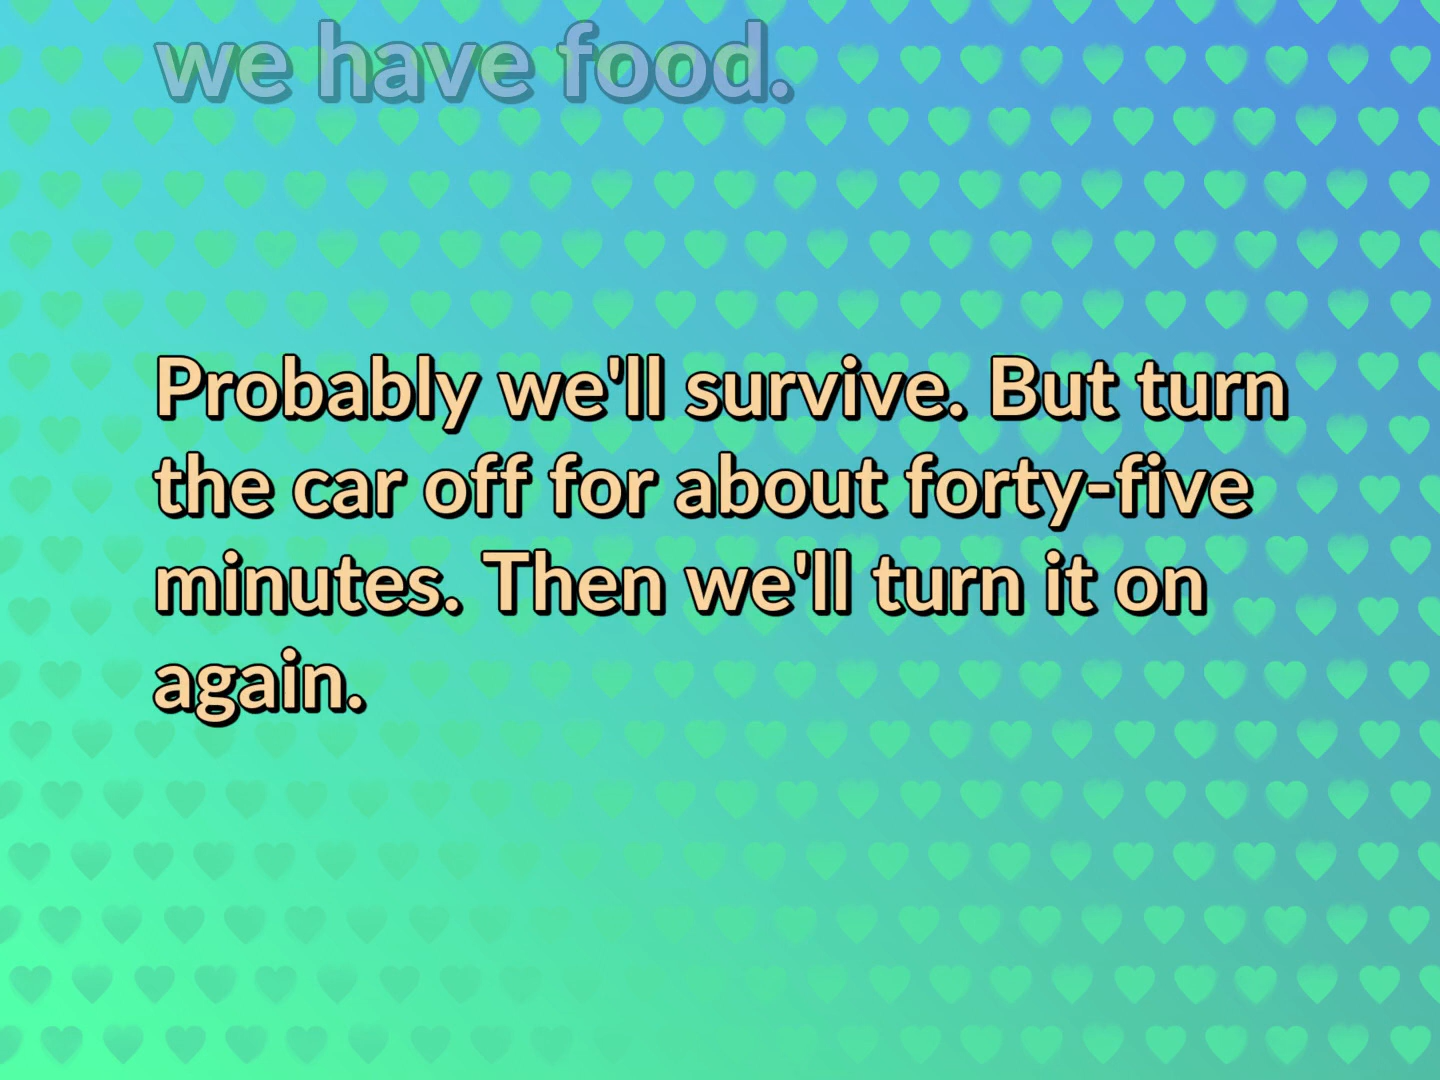 we have food.
Probably we'll survive. But turn
the car off for about forty-five
minutes. Then we'll turn it on
again.